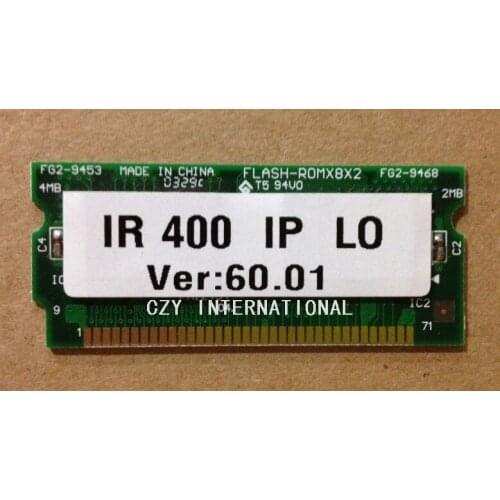 FG2-9453 MADE IN CHINA FLASH-ROMX8X2 FG2-9468
4MB 0329c T5 94V0 2MB
IR 400 IP LO
Ver:60.01
C4 C2
IC2
CZY INTERNATIONAL
9
1 71